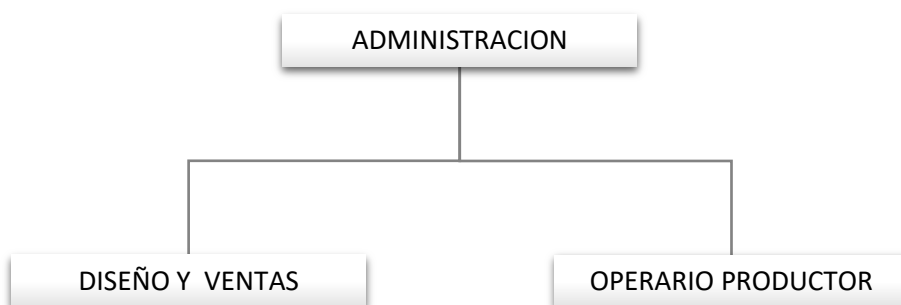 ADMINISTRACION
DISEÑO Y VENTAS
OPERARIO PRODUCTOR